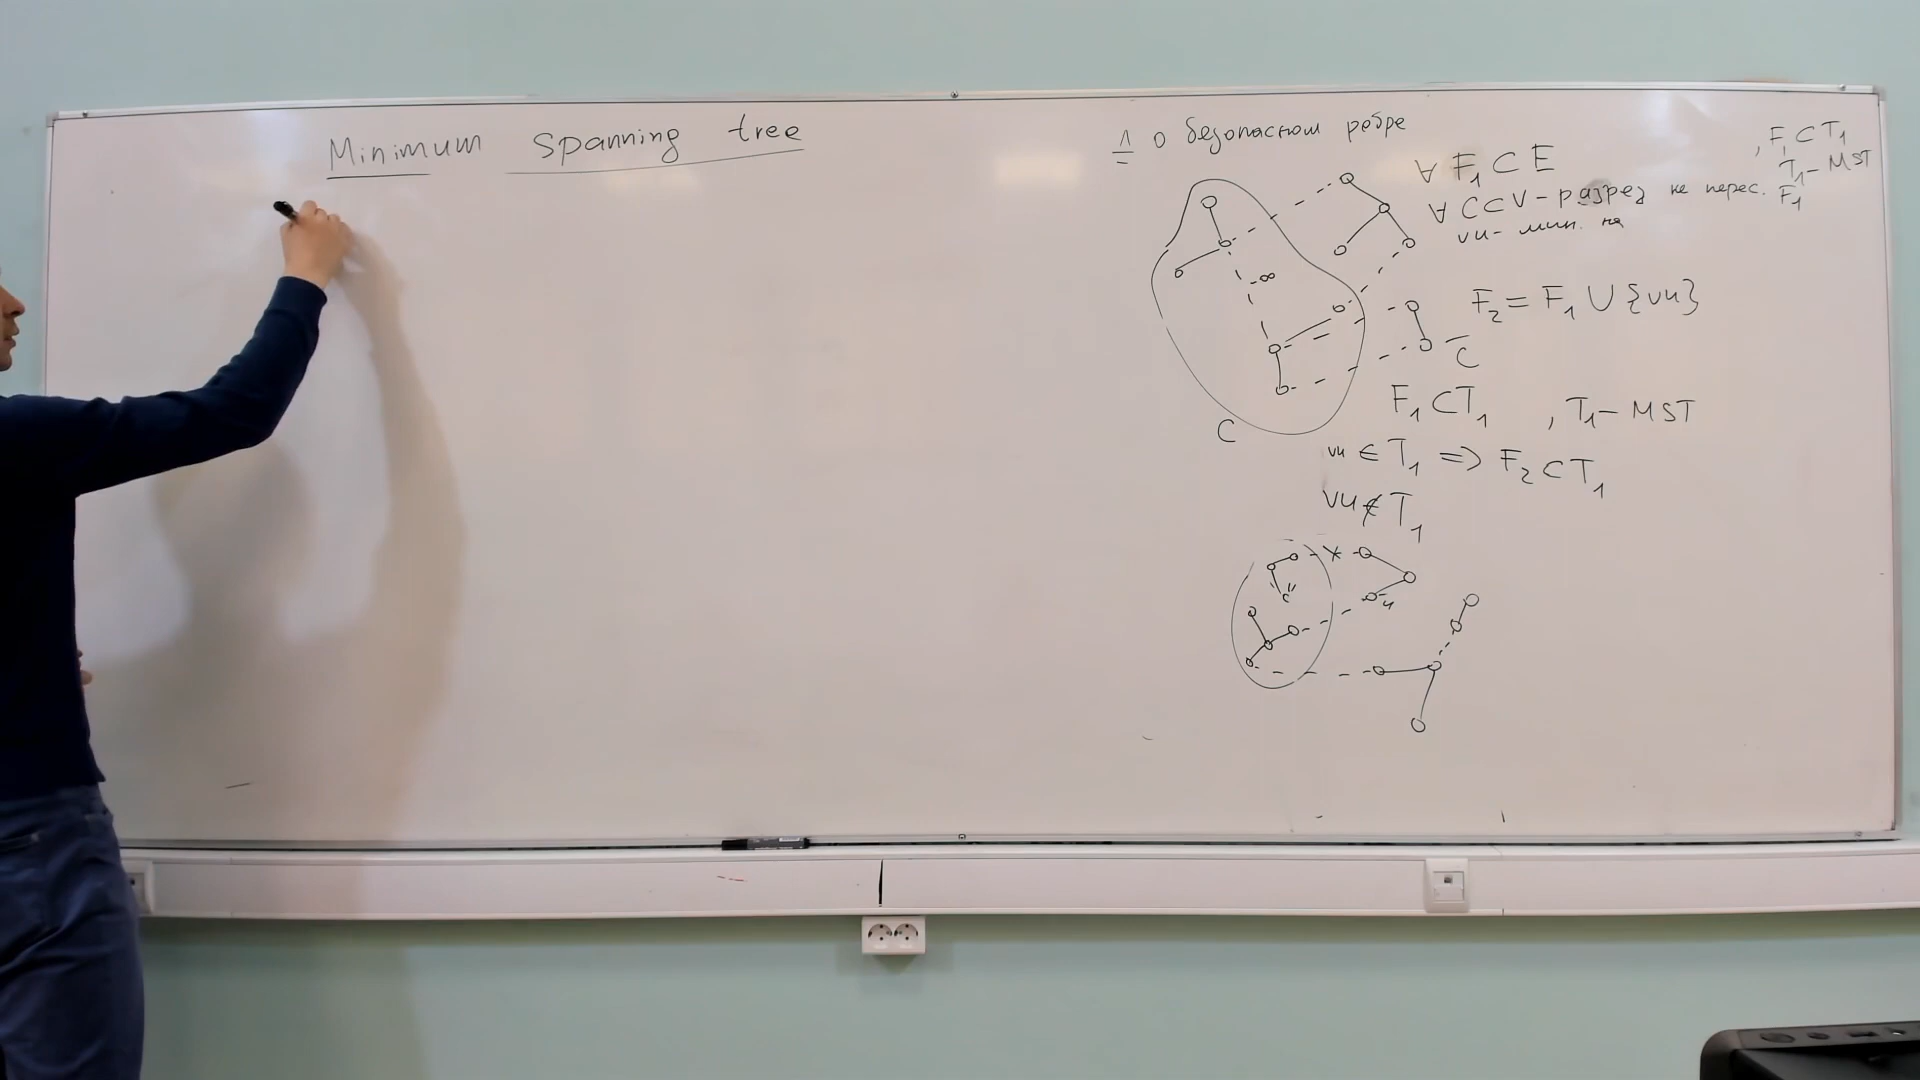 Minimum spanning tree
Л о безопасном ребре
∀ F₁ ⊂ E , F₁ ⊂ T₁
T₁ – MST
∀ C ⊂ V – разрез не перес. F₁
vu – мин. на
-∞
F₂ = F₁ ∪ {vu}
C̅
C
F₁ ⊂ T₁ , T₁ – MST
vu ∈ T₁ => F₂ ⊂ T₁
vu ∉ T₁
u